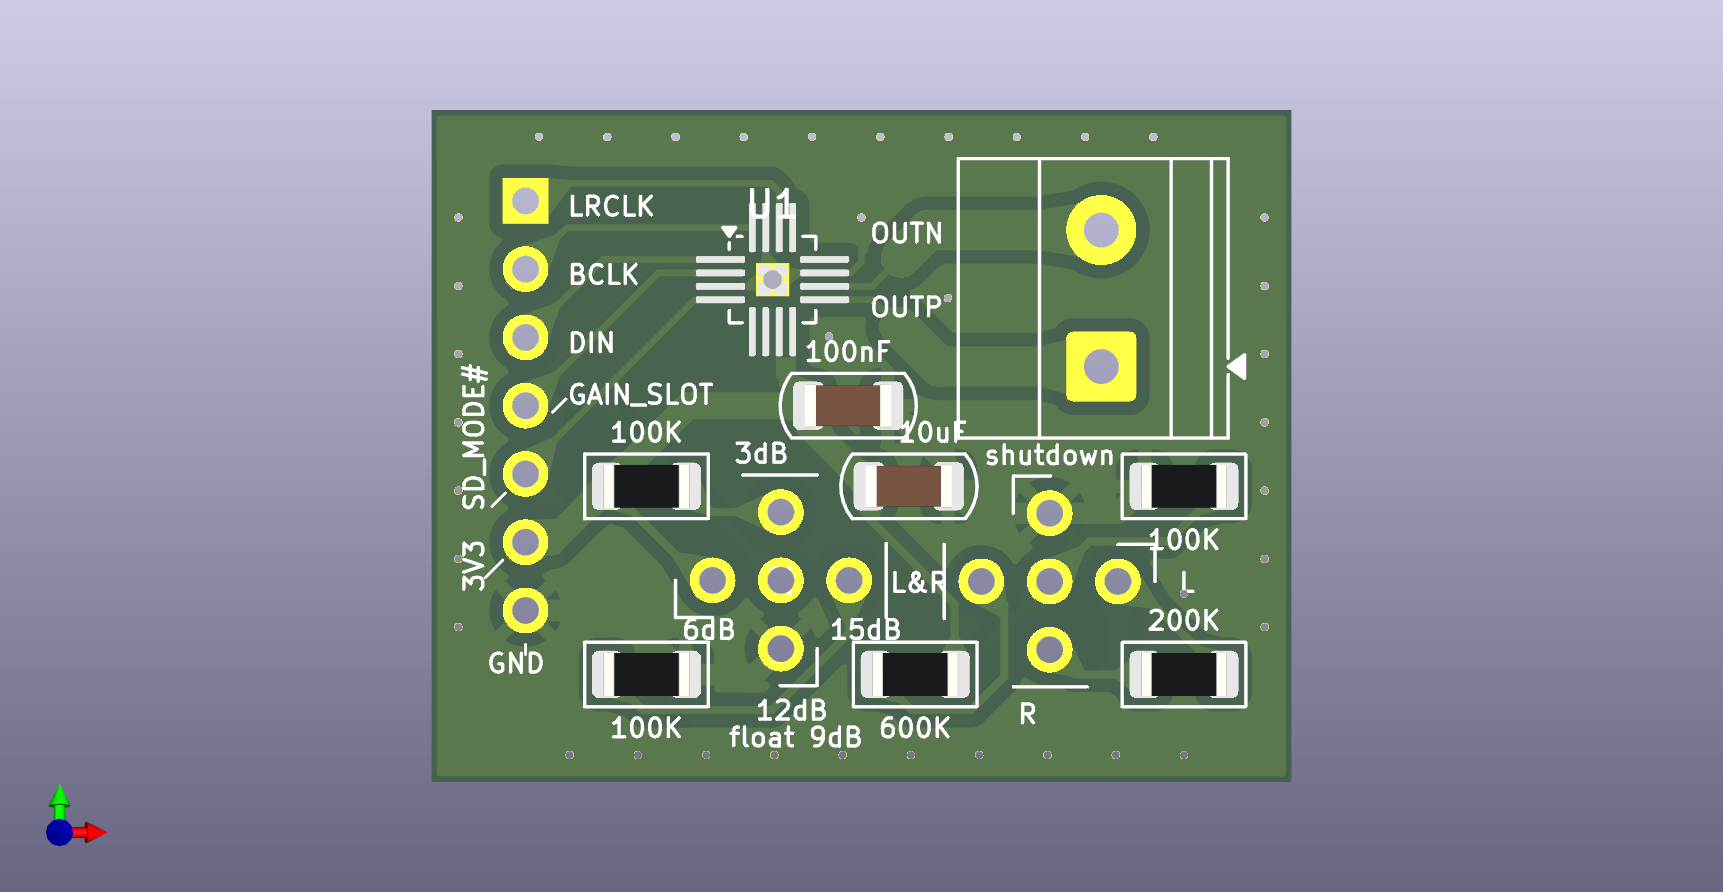 LRCLK
U1
OUTN
BCLK
OUTP
DIN
100nF
GAIN_SLOT
SD_MODE#
100K
10uF
3dB
shutdown
100K
3V3
L&R
L
200K
6dB
15dB
GND
12dB
R
100K
float 9dB
600K